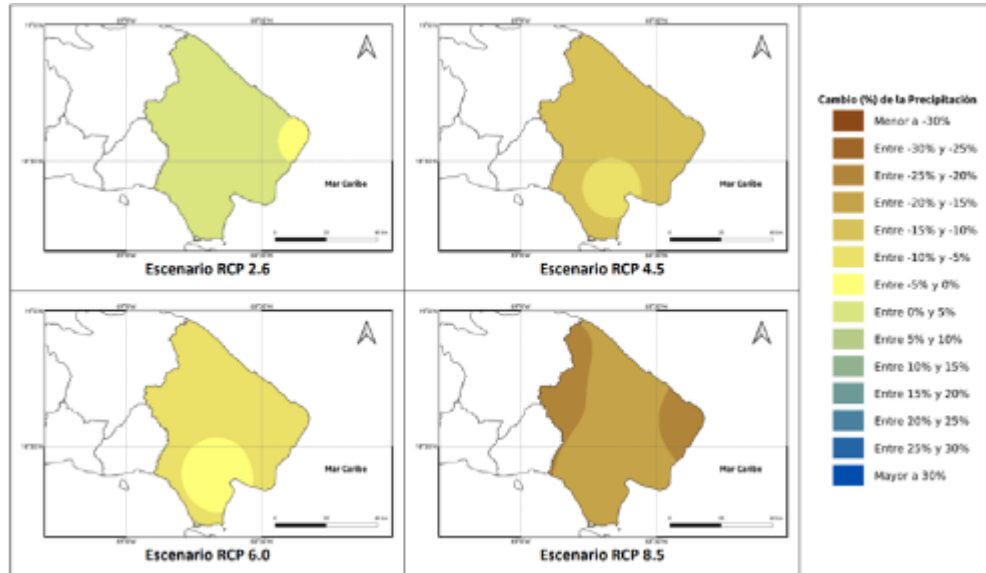 Mar Caribe
Escenario RCP 2.6
Mar Caribe
Escenario RCP 4.5
Mar Caribe
Escenario RCP 6.0
Mar Caribe
Escenario RCP 8.5
Cambio (%) de la Precipitación
Menor a -30%
Entre -30% y -25%
Entre -25% y -20%
Entre -20% y -15%
Entre -15% y -10%
Entre -10% y -5%
Entre -5% y 0%
Entre 0% y 5%
Entre 5% y 10%
Entre 10% y 15%
Entre 15% y 20%
Entre 20% y 25%
Entre 25% y 30%
Mayor a 30%